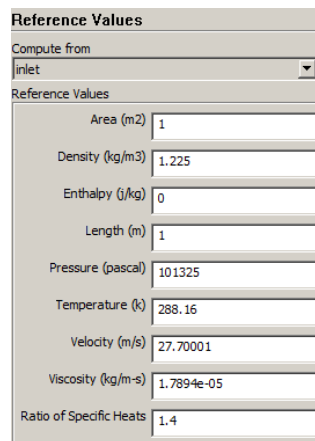 Reference Values
Compute from
inlet
Reference Values
Area (m2) 1
Density (kg/m3) 1.225
Enthalpy (j/kg) 0
Length (m) 1
Pressure (pascal) 101325
Temperature (k) 288.16
Velocity (m/s) 27.70001
Viscosity (kg/m-s) 1.7894e-05
Ratio of Specific Heats 1.4